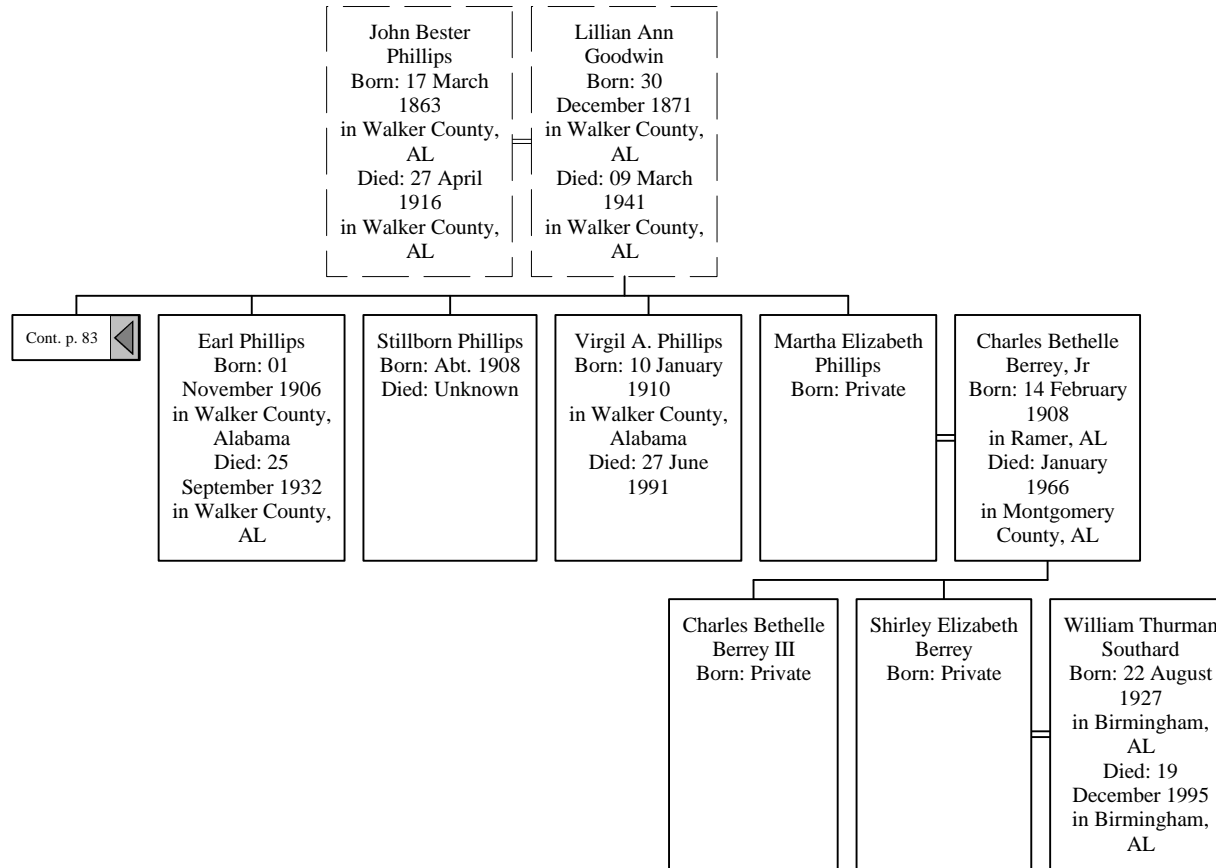 John Bester
Phillips
Born: 17 March
1863
in Walker County,
AL
Died: 27 April
1916
in Walker County,
AL
Lillian Ann
Goodwin
Born: 30
December 1871
in Walker County,
AL
Died: 09 March
1941
in Walker County,
AL
Cont. p. 83
Earl Phillips
Born: 01
November 1906
in Walker County,
Alabama
Died: 25
September 1932
in Walker County,
AL
Stillborn Phillips
Born: Abt. 1908
Died: Unknown
Virgil A. Phillips
Born: 10 January
1910
in Walker County,
Alabama
Died: 27 June
1991
Martha Elizabeth
Phillips
Born: Private
Charles Bethelle
Berrey, Jr
Born: 14 February
1908
in Ramer, AL
Died: January
1966
in Montgomery
County, AL
Charles Bethelle
Berrey III
Born: Private
Shirley Elizabeth
Berrey
Born: Private
William Thurman
Southard
Born: 22 August
1927
in Birmingham,
AL
Died: 19
December 1995
in Birmingham,
AL